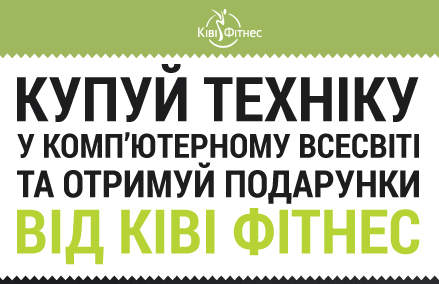 Ківі Фітнес
КУПУЙ ТЕХНІКУ
У КОМП'ЮТЕРНОМУ ВСЕСВІТІ
ТА ОТРИМУЙ ПОДАРУНКИ
ВІД КІВІ ФІТНЕС